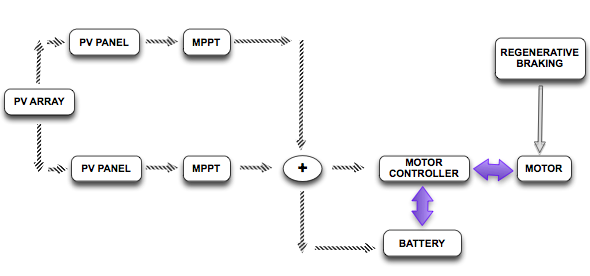 PV PANEL
MPPT
REGENERATIVE
BRAKING
PV ARRAY
PV PANEL
MPPT
+
MOTOR
CONTROLLER
MOTOR
BATTERY